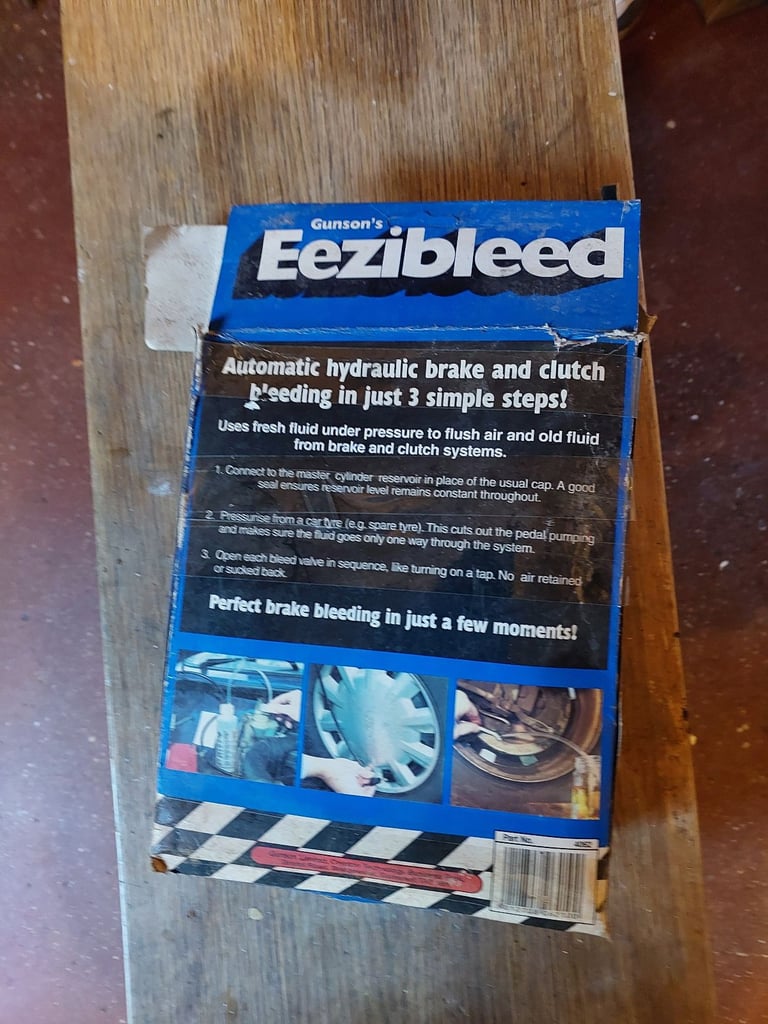 Gunson's
Eezibleed
Automatic hydraulic brake and clutch
bleeding in just 3 simple steps!
Uses fresh fluid under pressure to flush air and old fluid
from brake and clutch systems.
1. Connect to the master cylinder reservoir in place of the usual cap. A good
seal ensures reservoir level remains constant throughout.
2. Pressurise from a car tyre (e.g. spare tyre). This cuts out the pedal pumping
and makes sure the fluid goes only one way through the system.
3. Open each bleed valve in sequence, like turning on a tap. No air retained
or sucked back.
Perfect brake bleeding in just a few moments!
Part No. 4062